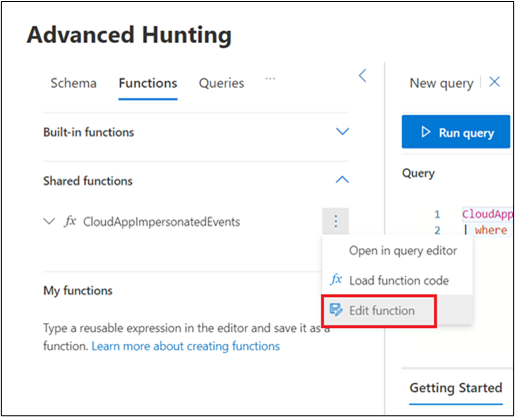 Advanced Hunting
Schema Functions Queries ...
Built-in functions
Shared functions
fx CloudAppImpersonatedEvents
My functions
Type a reusable expression in the editor and save it as a
function. Learn more about creating functions
New query
Run query
Query
1 CloudApp
2 | where
Open in query editor
fx Load function code
Edit function
Getting Started